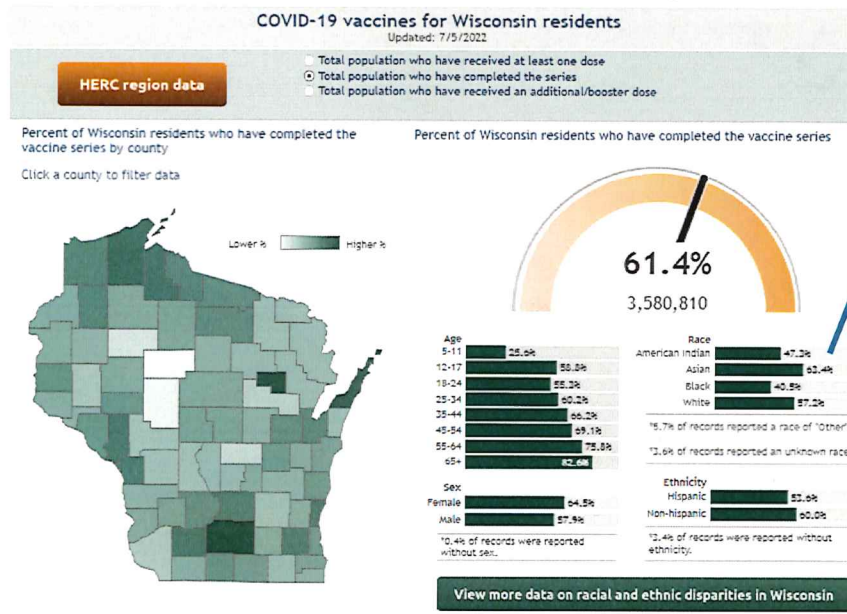 COVID-19 vaccines for Wisconsin residents
Updated: 7/5/2022
HERC region data
Total population who have received at least one dose
Total population who have completed the series
Total population who have received an additional/booster dose
Percent of Wisconsin residents who have completed the
vaccine series by county
Click a county to filter data
Lower %
Higher %
Percent of Wisconsin residents who have completed the vaccine series
61.4%
3,580,810
Age
5-11 25.6%
12-17 58.8%
18-24 55.3%
25-34 60.2%
35-44 66.2%
45-54 69.1%
55-64 75.8%
65+ 82.6%
Sex
Female 64.5%
Male 57.9%
*0.4% of records were reported
without sex.
Race
American Indian 47.3%
Asian 63.4%
Black 40.5%
White 57.2%
*5.7% of records reported a race of "Other"
*3.6% of records reported an unknown race
Ethnicity
Hispanic 53.6%
Non-hispanic 60.0%
*3.4% of records were reported without
ethnicity.
View more data on racial and ethnic disparities in Wisconsin